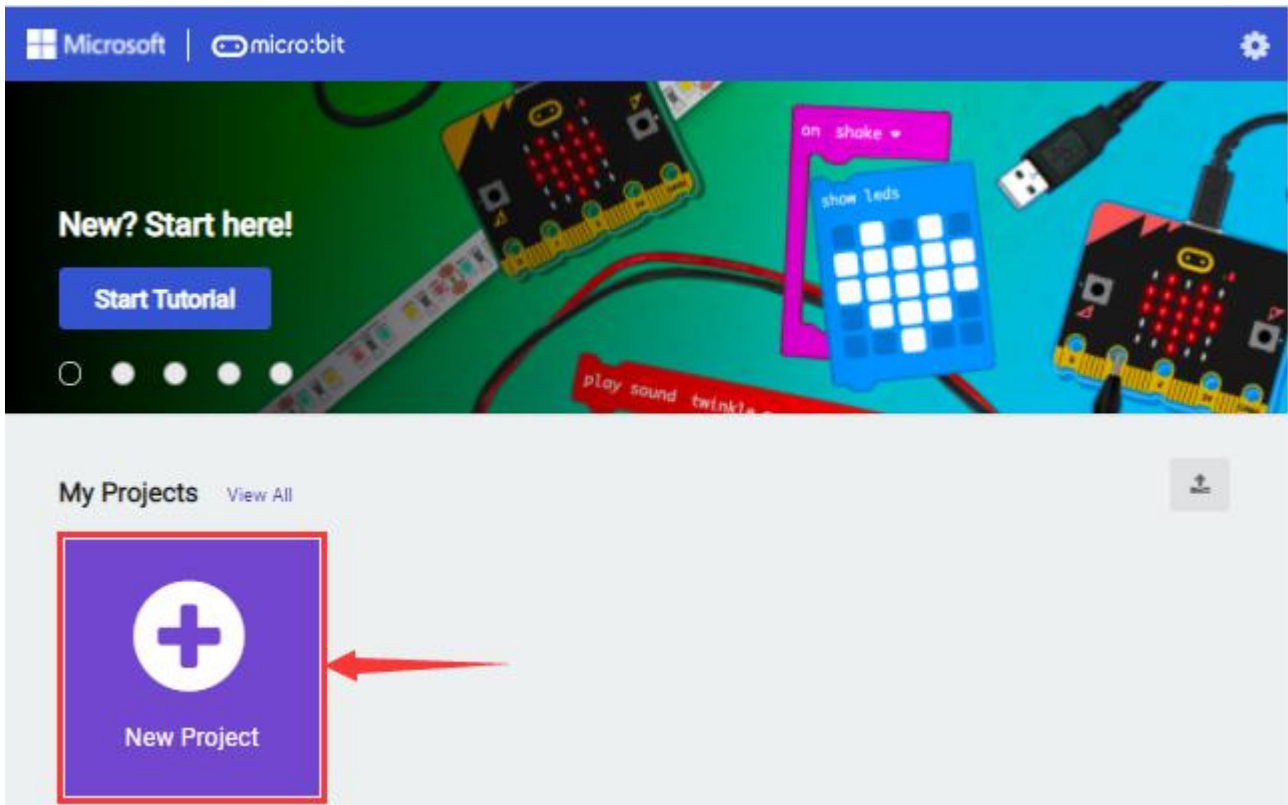 Microsoft | micro:bit
on shake
show leds
New? Start here!
Start Tutorial
play sound twinkle
My Projects View All
New Project